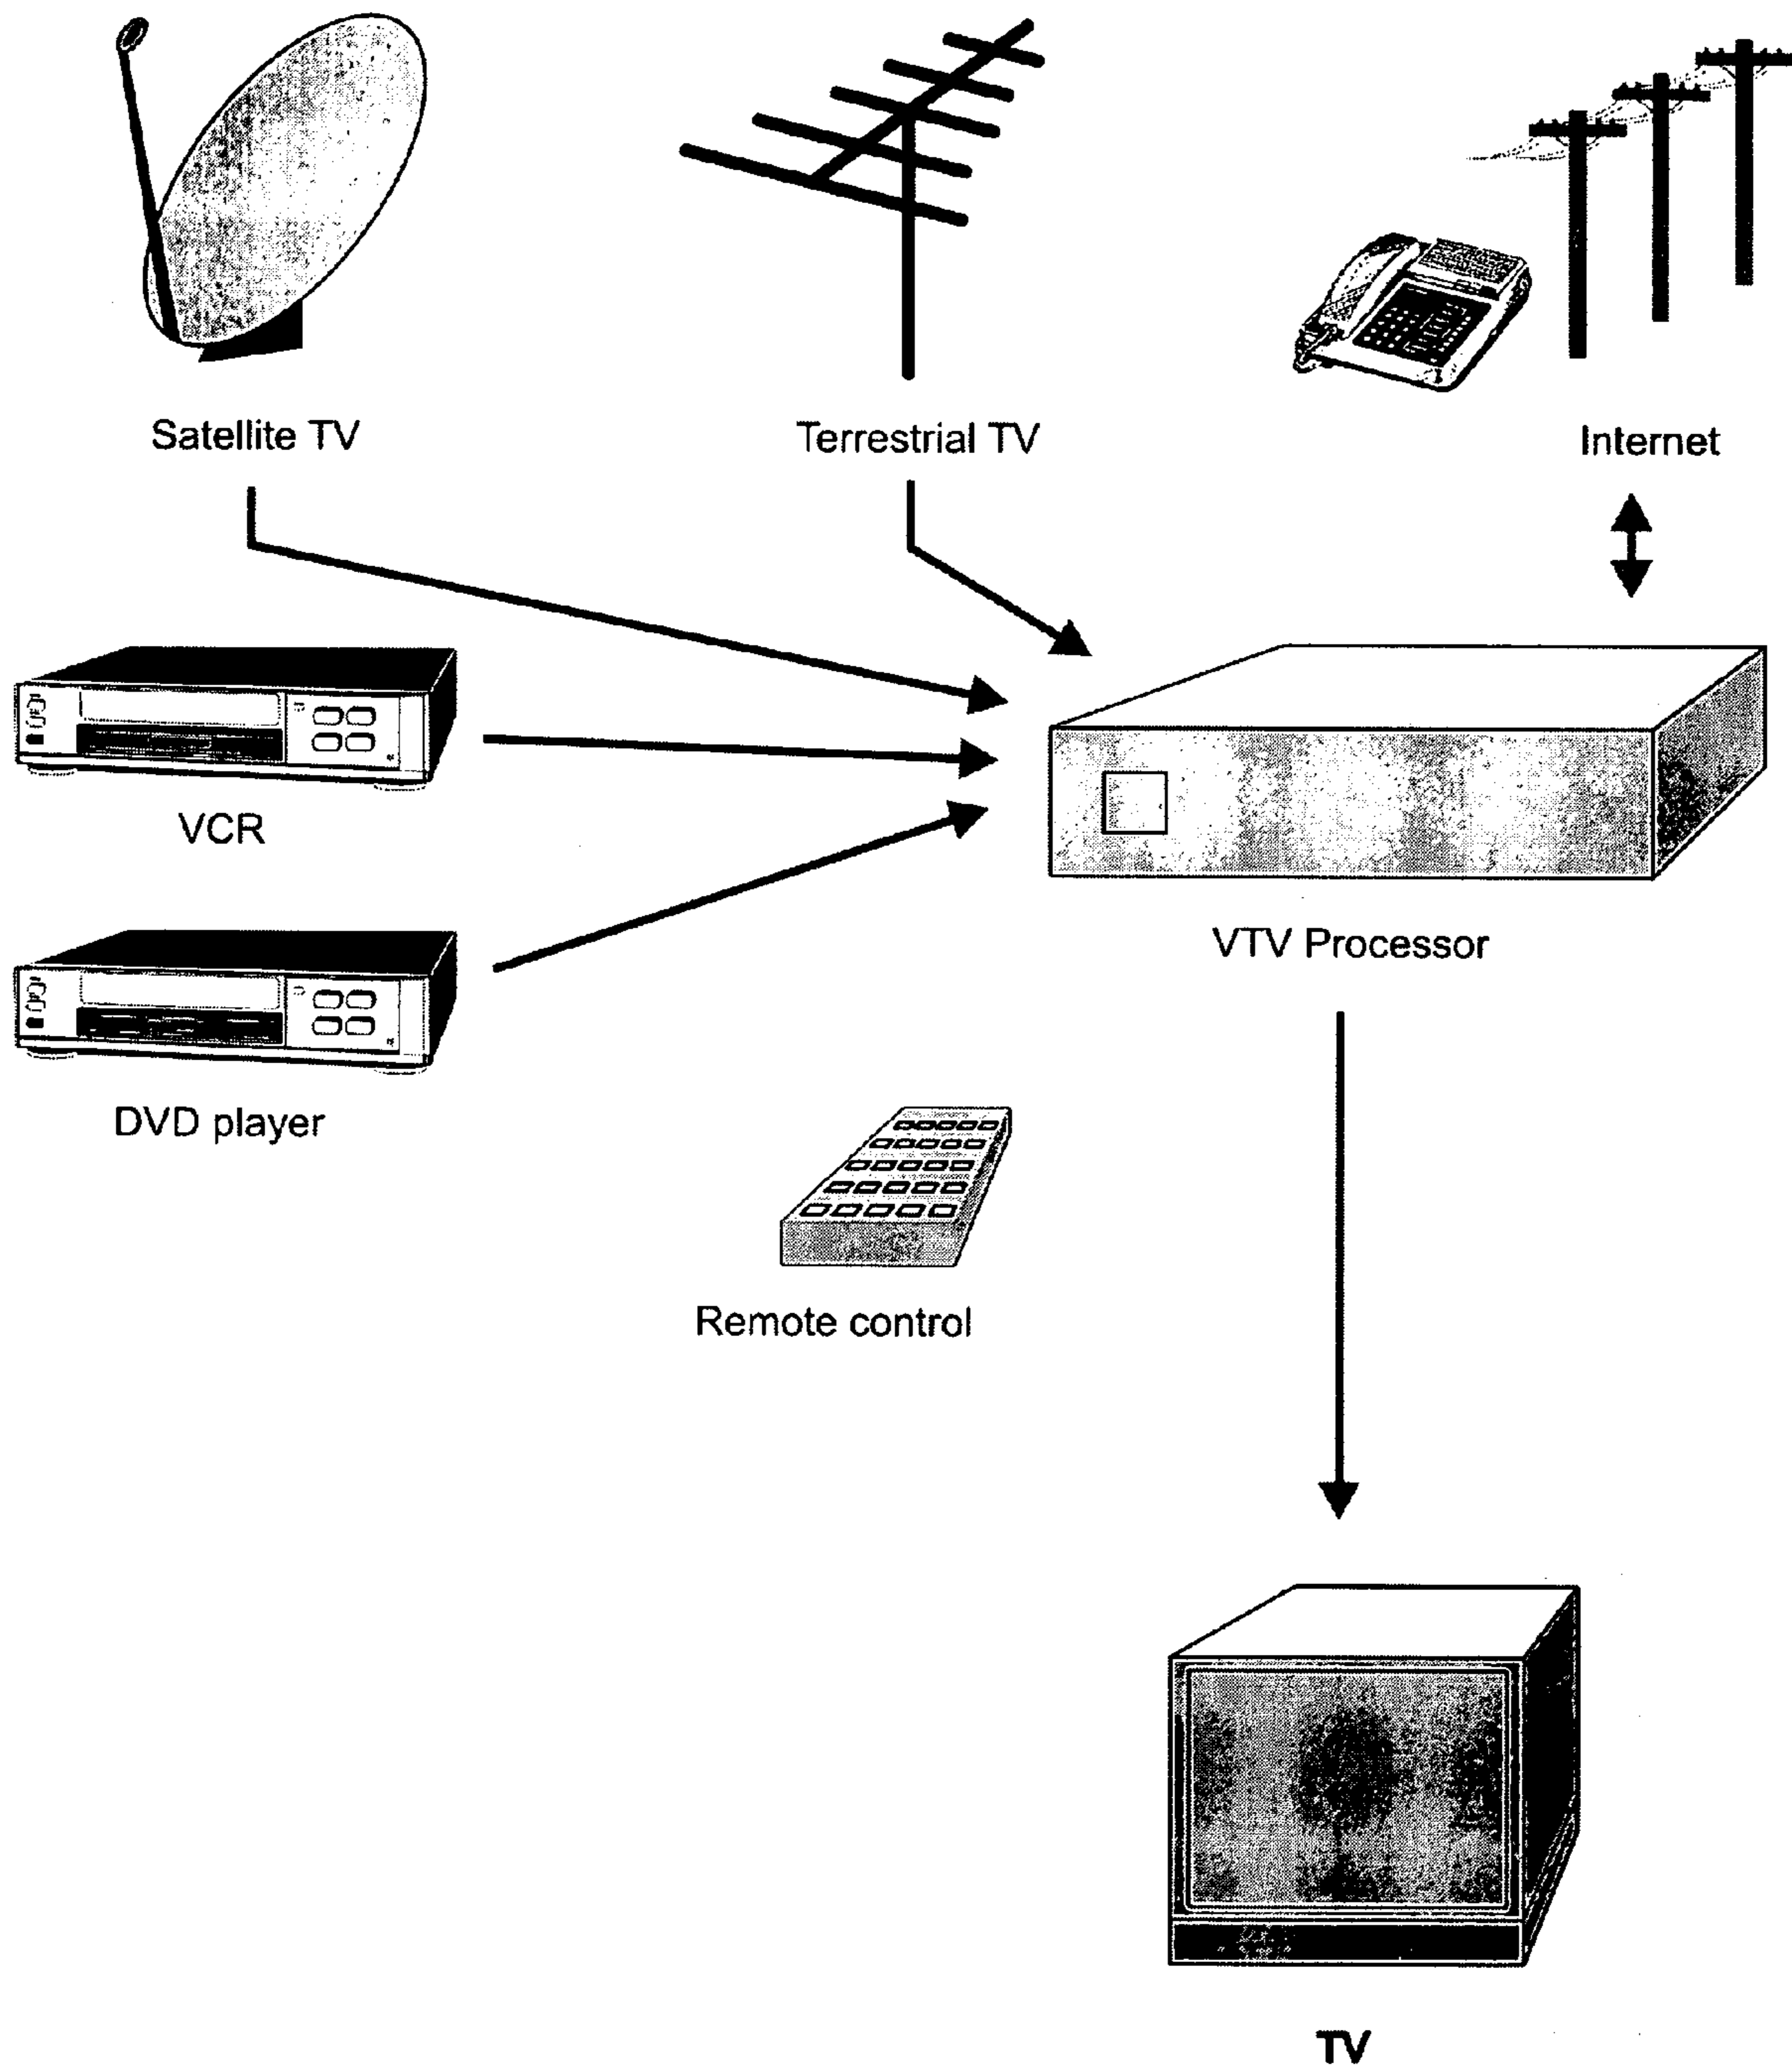 Satellite TV
Terrestrial TV
Internet
VCR
VTV Processor
DVD player
Remote control
TV